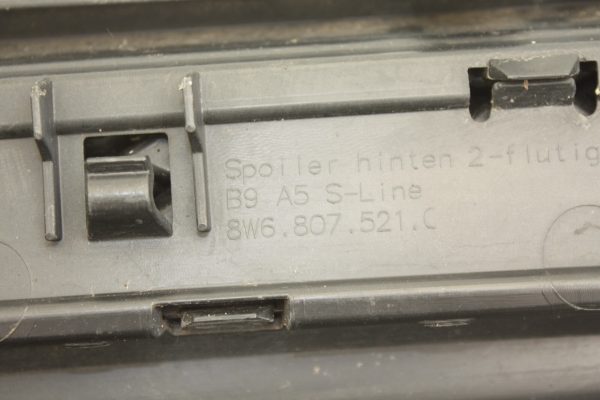 Spoiler hinten 2-flutig
B9 A5 S-Line
8W6.807.521.C